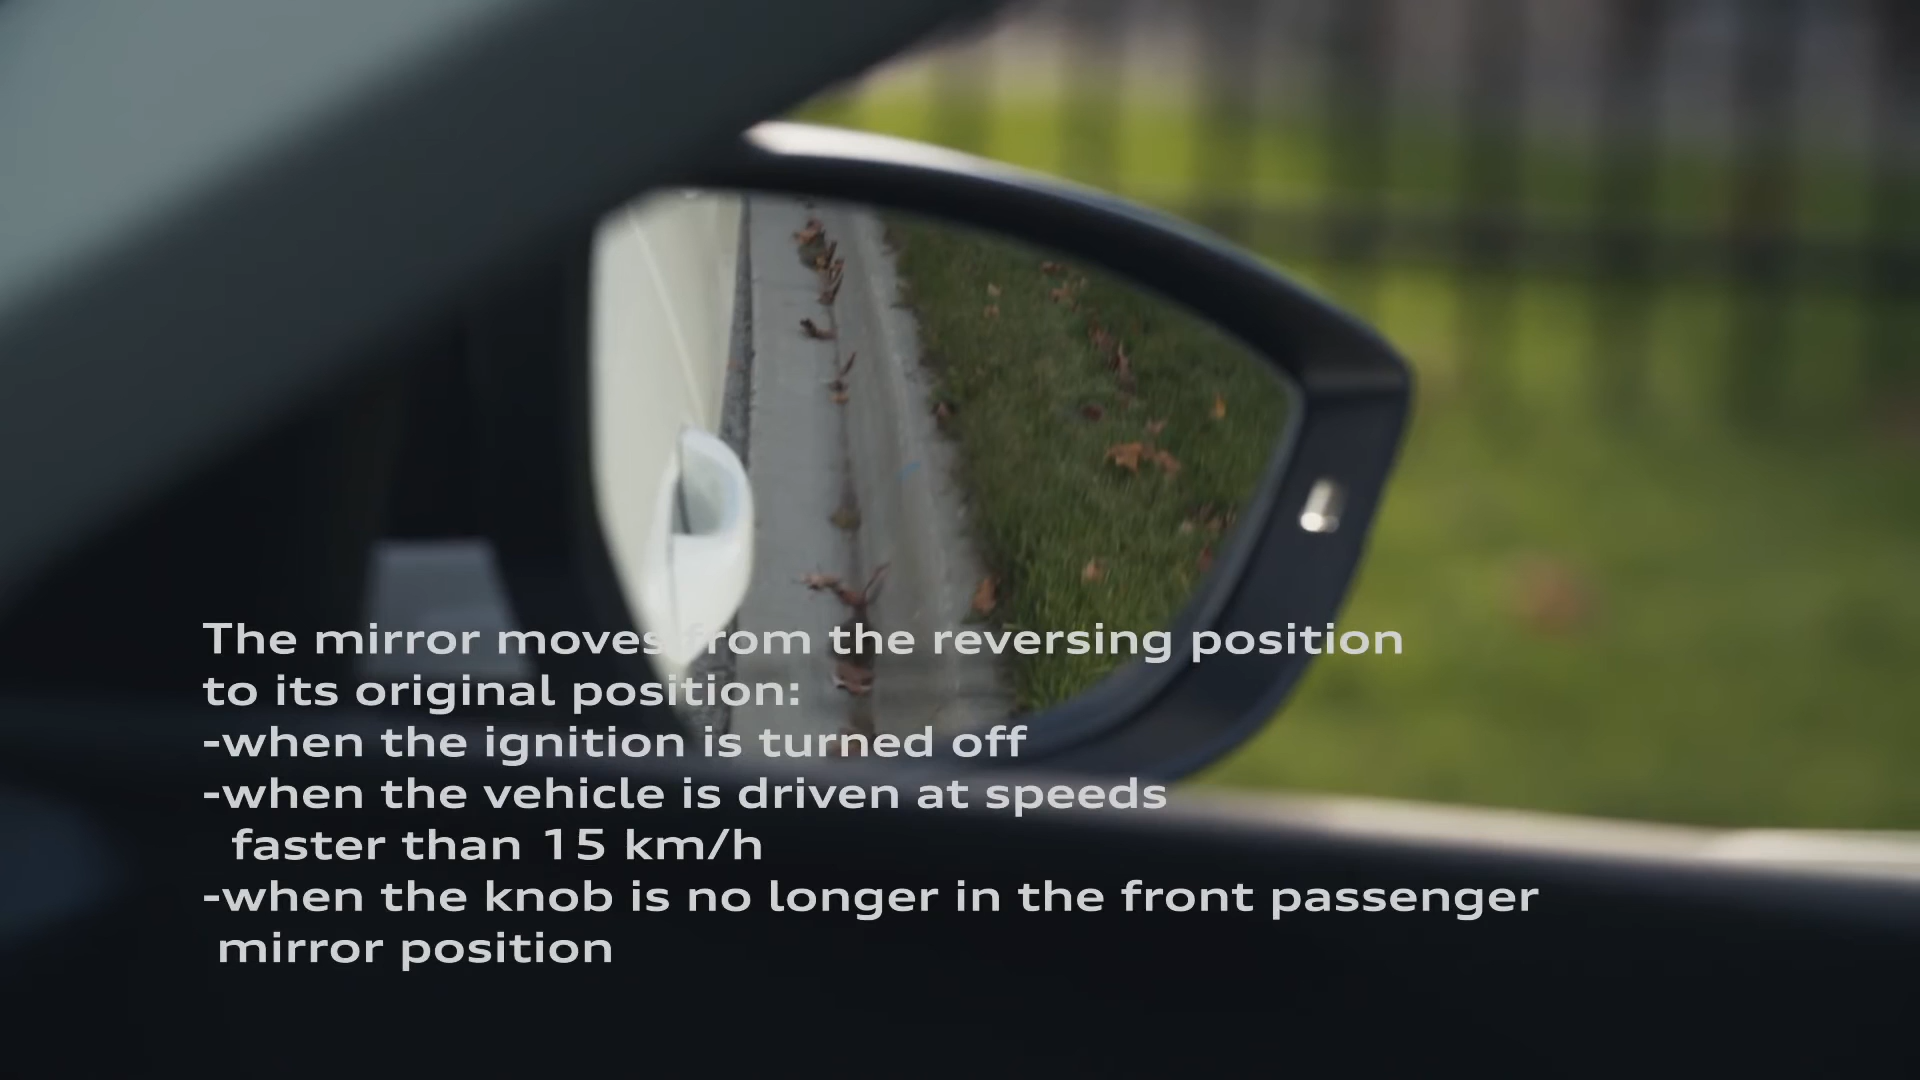 The mirror moves from the reversing position
to its original position:
-when the ignition is turned off
-when the vehicle is driven at speeds
faster than 15 km/h
-when the knob is no longer in the front passenger
mirror position